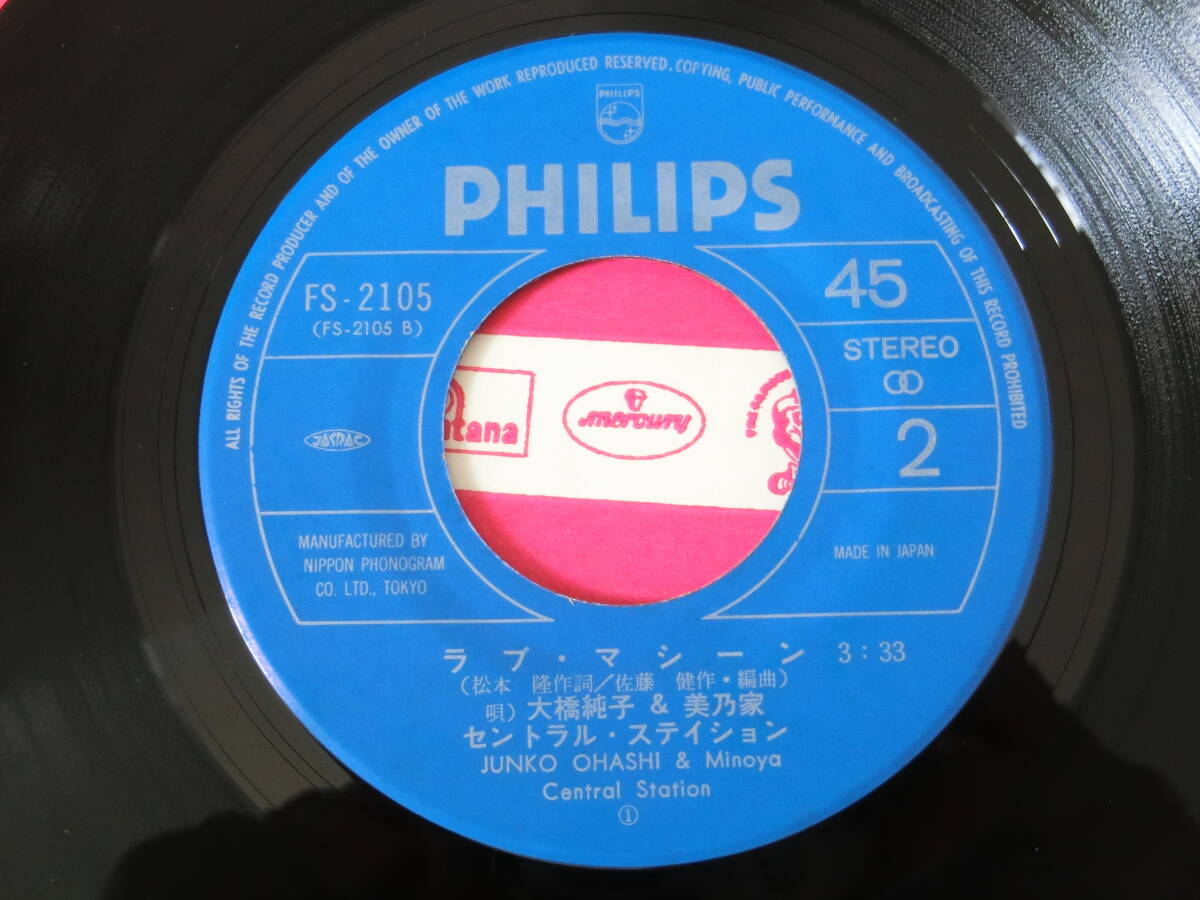 ALL RIGHTS OF THE RECORD PRODUCER AND OF THE OWNER OF THE WORK REPRODUCED RESERVED. COPYING, PUBLIC PERFORMANCE AND BROADCASTING OF THIS RECORD PROHIBITED
PHILIPS
PHILIPS
FS-2105
(FS-2105 B)
45
STEREO
2
JASRAC
mercury
MANUFACTURED BY
NIPPON PHONOGRAM
CO. LTD., TOKYO
MADE IN JAPAN
ラブ・マシーン 3:33
(松本 隆作詞/佐藤 健作・編曲)
唄) 大橋純子 & 美乃家
セントラル・ステイション
JUNKO OHASHI & Minoya
Central Station
①